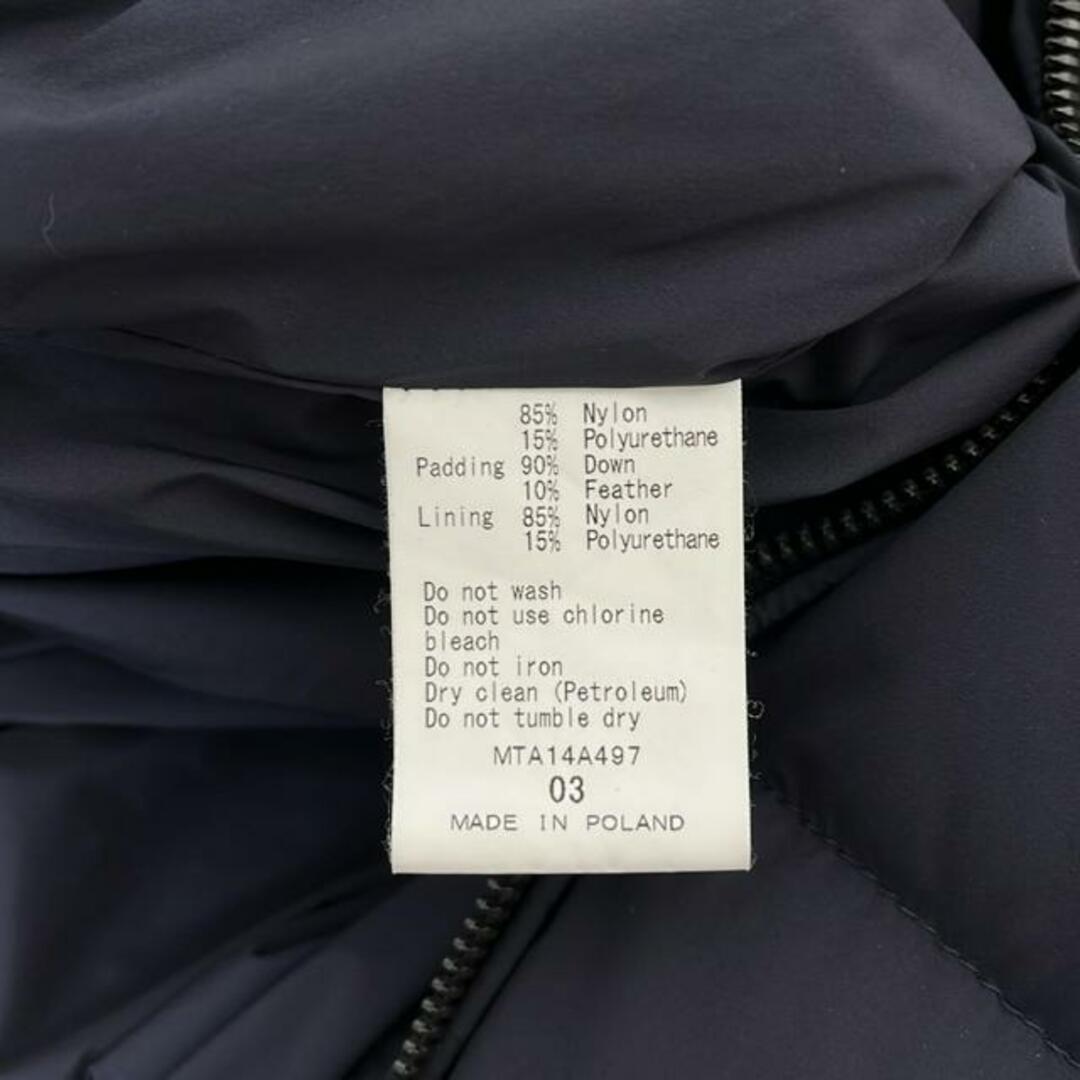 85% Nylon
15% Polyurethane
Padding 90% Down
10% Feather
Lining 85% Nylon
15% Polyurethane
Do not wash
Do not use chlorine
bleach
Do not iron
Dry clean (Petroleum)
Do not tumble dry
MTA14A497
03
MADE IN POLAND